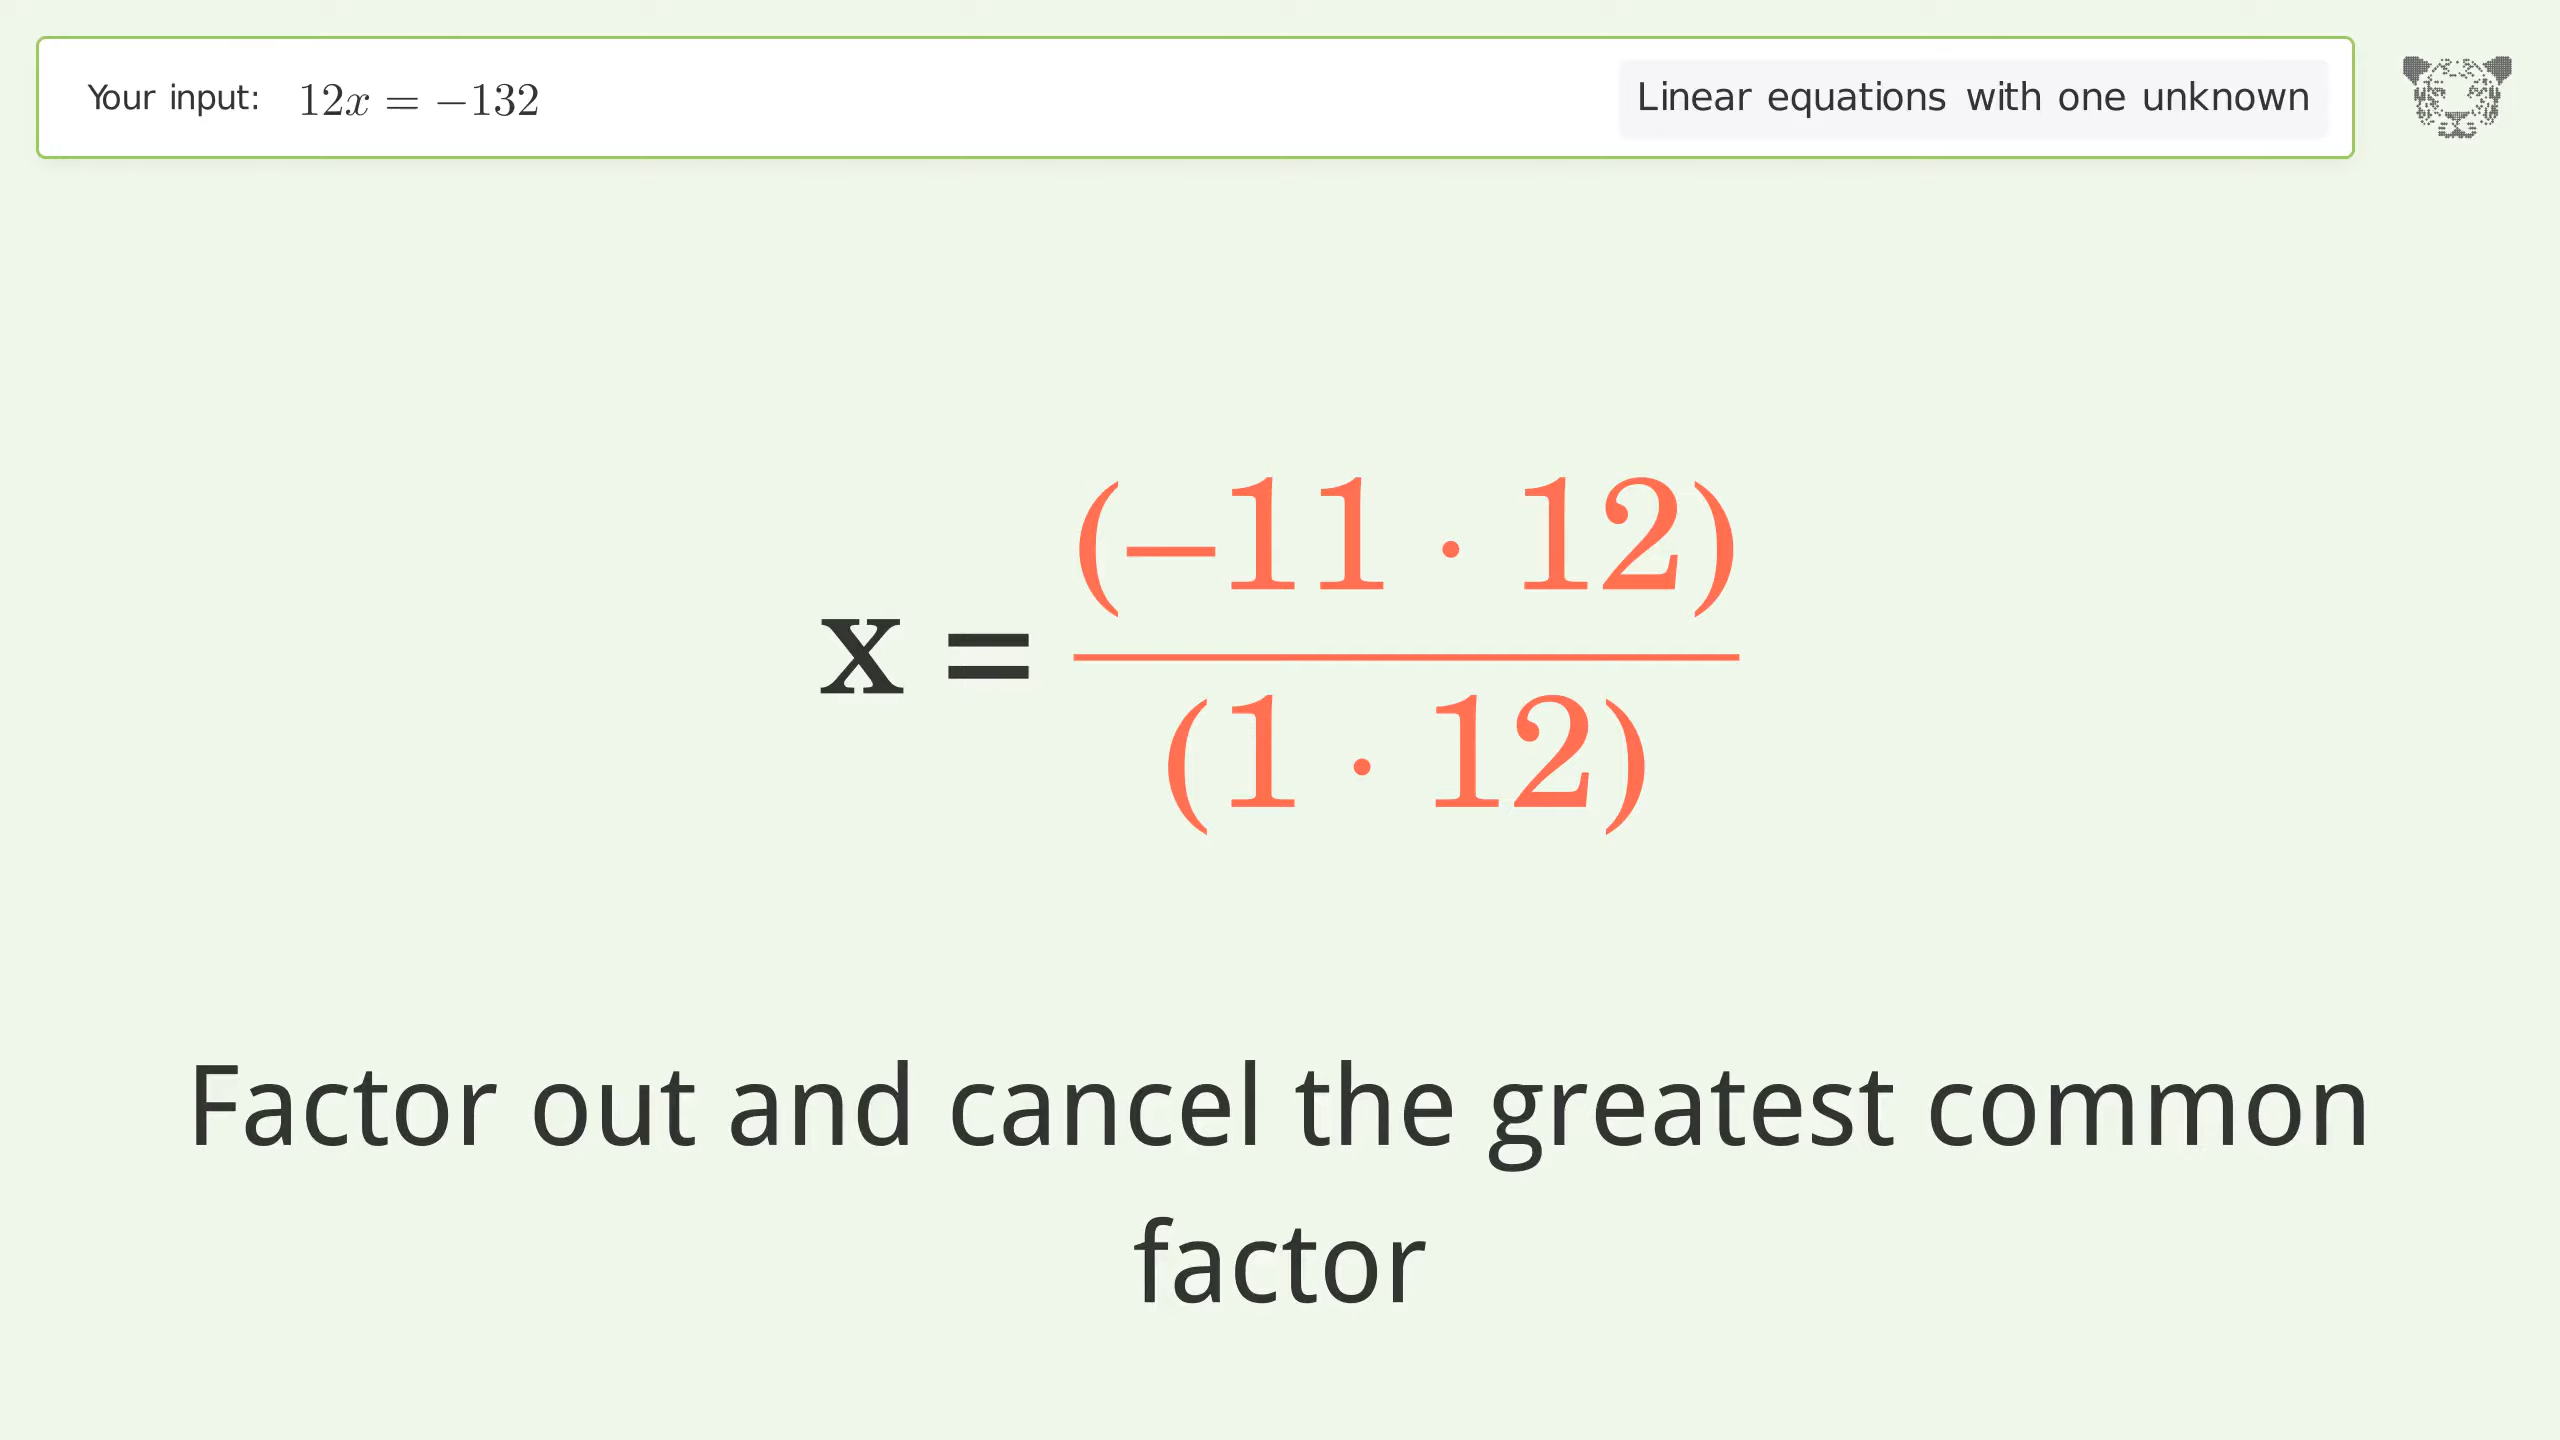 Your input: 12x = −132
Linear equations with one unknown
x = (−11 · 12) / (1 · 12)
Factor out and cancel the greatest common
factor